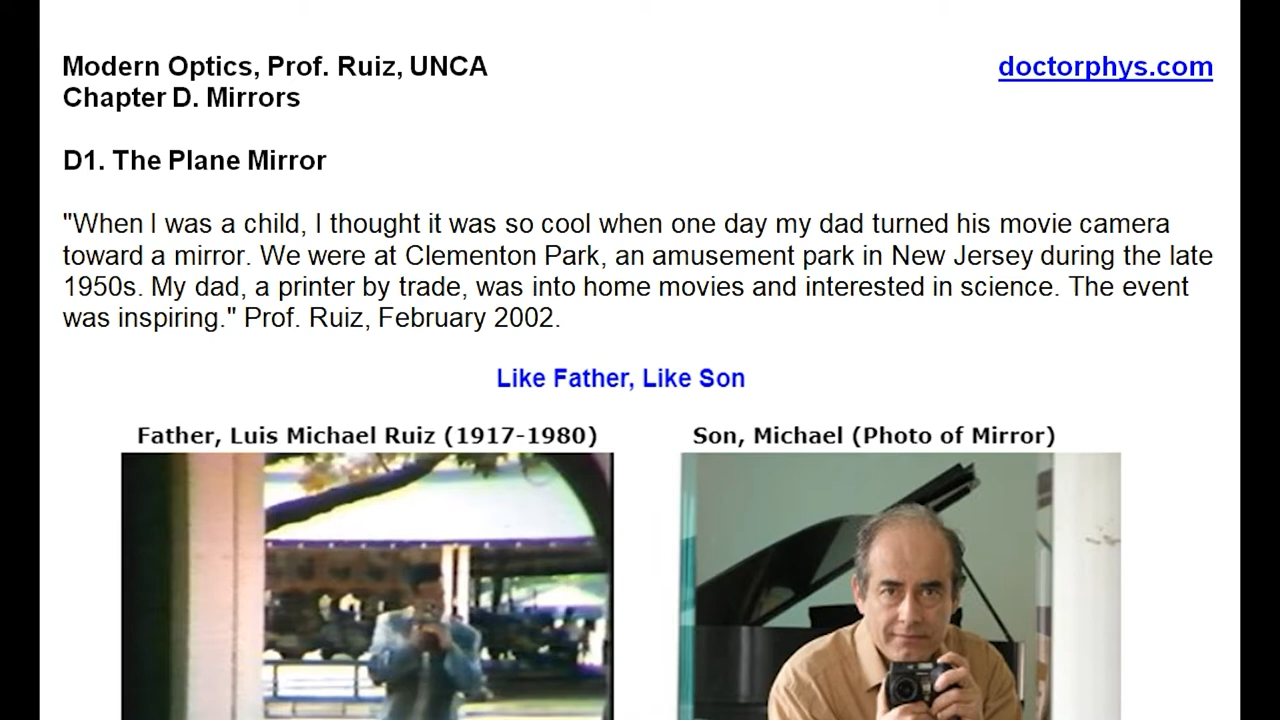 Modern Optics, Prof. Ruiz, UNCA
doctorphys.com
Chapter D. Mirrors
D1. The Plane Mirror
"When I was a child, I thought it was so cool when one day my dad turned his movie camera
toward a mirror. We were at Clementon Park, an amusement park in New Jersey during the late
1950s. My dad, a printer by trade, was into home movies and interested in science. The event
was inspiring." Prof. Ruiz, February 2002.
Like Father, Like Son
Father, Luis Michael Ruiz (1917-1980)
Son, Michael (Photo of Mirror)